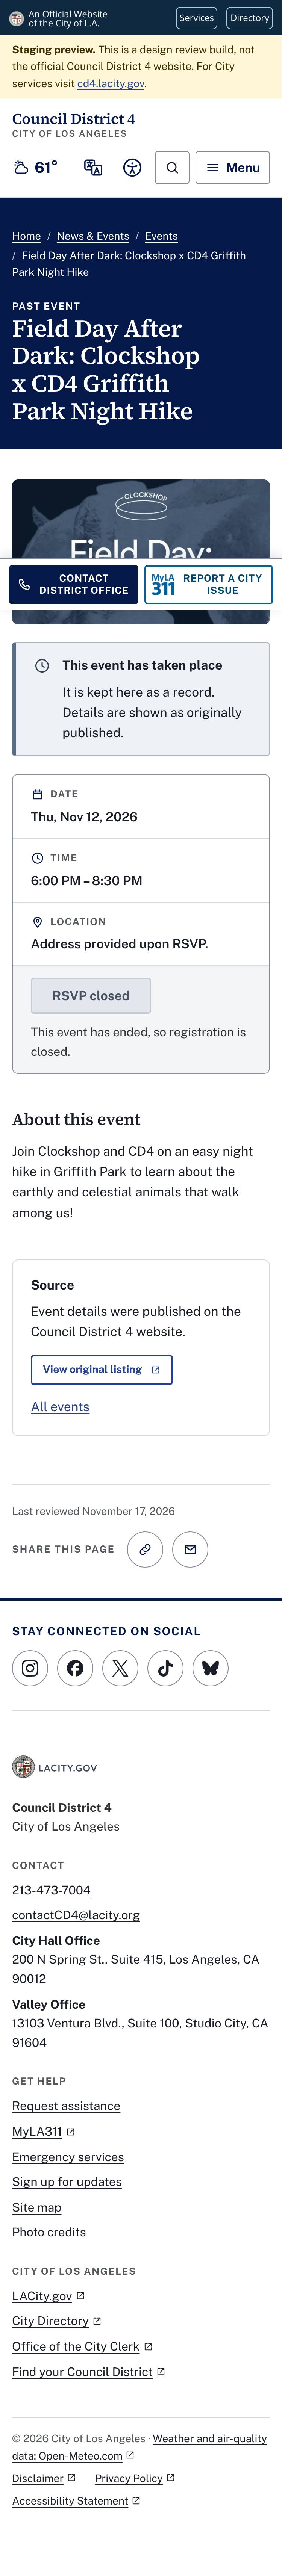 An Official Website
of the City of L.A.
Services
Directory
Staging preview. This is a design review build, not
the official Council District 4 website. For City
services visit cd4.lacity.gov.
Council District 4
CITY OF LOS ANGELES
61°
Menu
Home / News & Events / Events
/ Field Day After Dark: Clockshop x CD4 Griffith
Park Night Hike
PAST EVENT
Field Day After
Dark: Clockshop
x CD4 Griffith
Park Night Hike
CLOCKSHOP
Field Day:
CONTACT
DISTRICT OFFICE
MyLA
311
REPORT A CITY
ISSUE
This event has taken place
It is kept here as a record.
Details are shown as originally
published.
DATE
Thu, Nov 12, 2026
TIME
6:00 PM – 8:30 PM
LOCATION
Address provided upon RSVP.
RSVP closed
This event has ended, so registration is
closed.
About this event
Join Clockshop and CD4 on an easy night
hike in Griffith Park to learn about the
earthly and celestial animals that walk
among us!
Source
Event details were published on the
Council District 4 website.
View original listing
All events
Last reviewed November 17, 2026
SHARE THIS PAGE
STAY CONNECTED ON SOCIAL
LACITY.GOV
Council District 4
City of Los Angeles
CONTACT
213-473-7004
contactCD4@lacity.org
City Hall Office
200 N Spring St., Suite 415, Los Angeles, CA
90012
Valley Office
13103 Ventura Blvd., Suite 100, Studio City, CA
91604
GET HELP
Request assistance
MyLA311
Emergency services
Sign up for updates
Site map
Photo credits
CITY OF LOS ANGELES
LACity.gov
City Directory
Office of the City Clerk
Find your Council District
© 2026 City of Los Angeles · Weather and air-quality
data: Open-Meteo.com
Disclaimer
Privacy Policy
Accessibility Statement